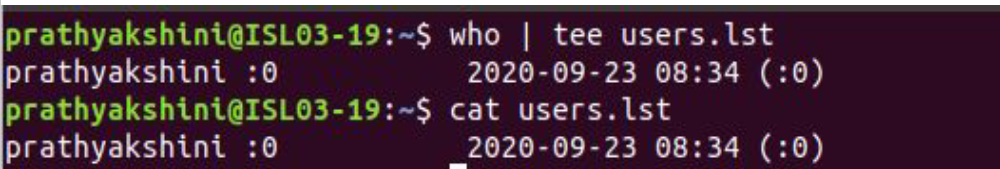 prathyakshini@ISL03-19:~$ who | tee users.lst
prathyakshini :0           2020-09-23 08:34 (:0)
prathyakshini@ISL03-19:~$ cat users.lst
prathyakshini :0           2020-09-23 08:34 (:0)